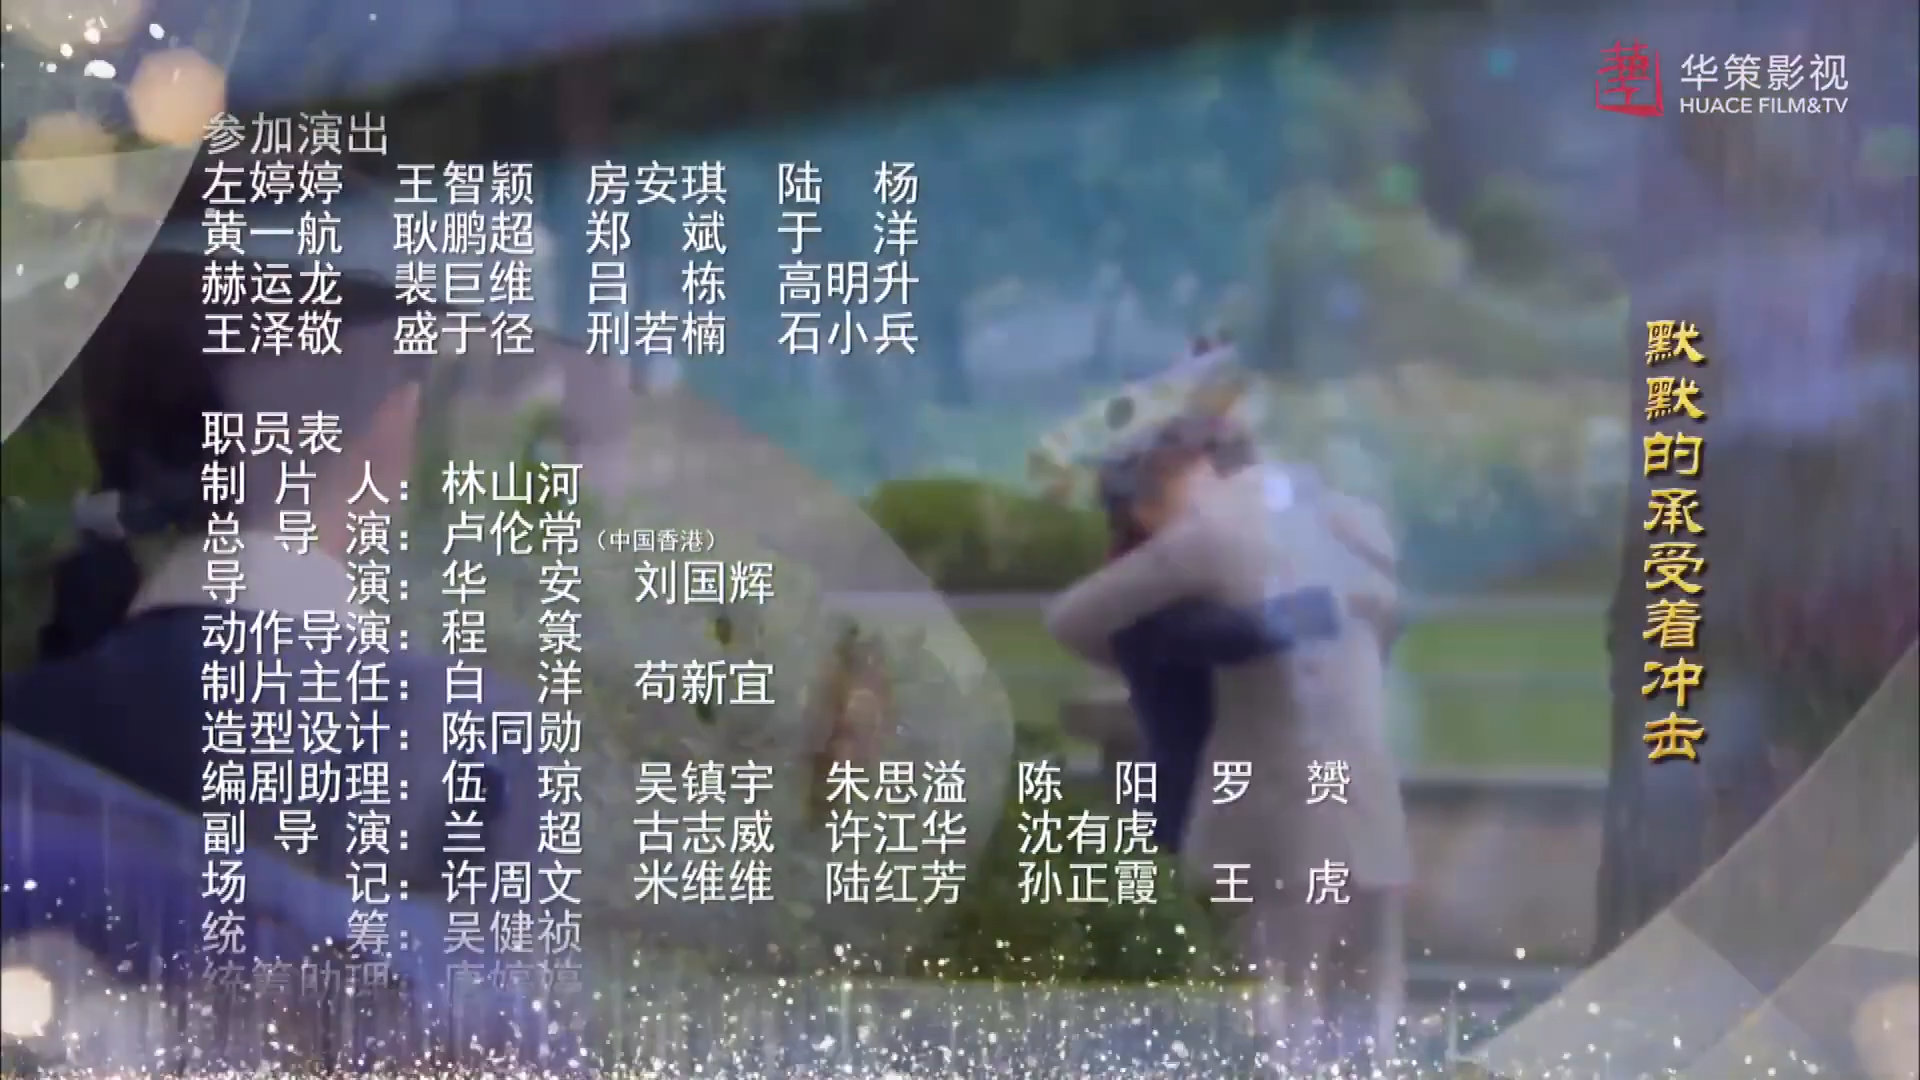 华策影视
HUACE FILM&TV
参加演出
左婷婷 王智颖 房安琪 陆 杨
黄一航 耿鹏超 郑 斌 于 洋
赫运龙 裴巨维 吕 栋 高明升
王泽敬 盛于径 刑若楠 石小兵
职员表
制片人：林山河
总导演：卢伦常（中国香港）
导演：华 安 刘国辉
动作导演：程 箓
制片主任：白 洋 苟新宜
造型设计：陈同勋
编剧助理：伍 琼 吴镇宇 朱思溢 陈 阳 罗 赟
副导演：兰 超 古志威 许江华 沈有虎
场记：许周文 米维维 陆红芳 孙正霞 王 虎
统筹：吴健祯
统筹助理：唐婷婷
默默的承受着冲击